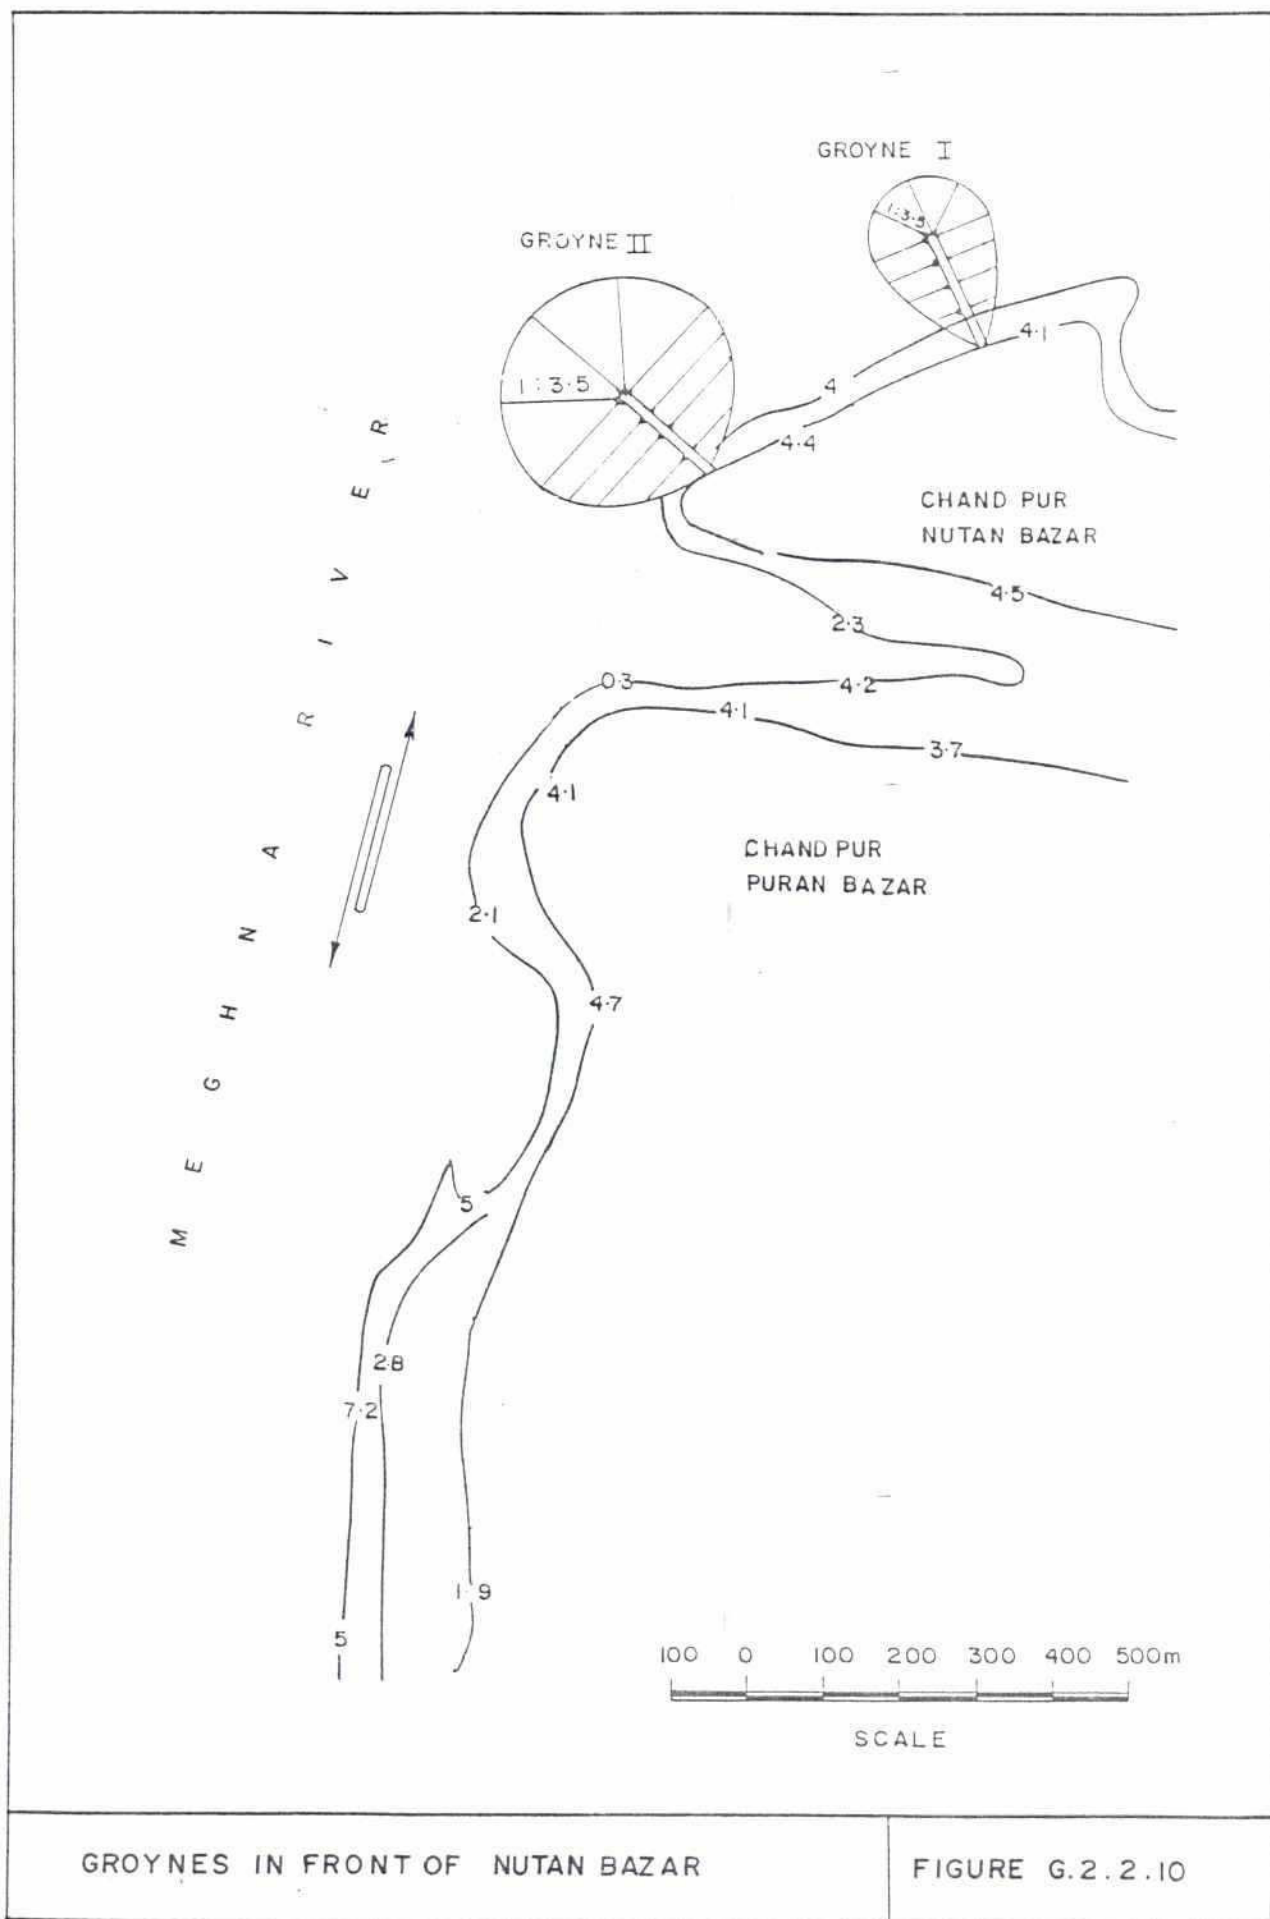 GROYNE I
1:3.5
GROYNE II
1:3.5
4.1
4
4.4
MEGHNA RIVER
CHAND PUR
NUTAN BAZAR
4.5
2.3
0.3
4.2
4.1
3.7
4.1
CHAND PUR
PURAN BAZAR
2.1
4.7
5
2.8
7.2
1.9
5
100 0 100 200 300 400 500m
SCALE
GROYNES IN FRONT OF NUTAN BAZAR
FIGURE G.2.2.10